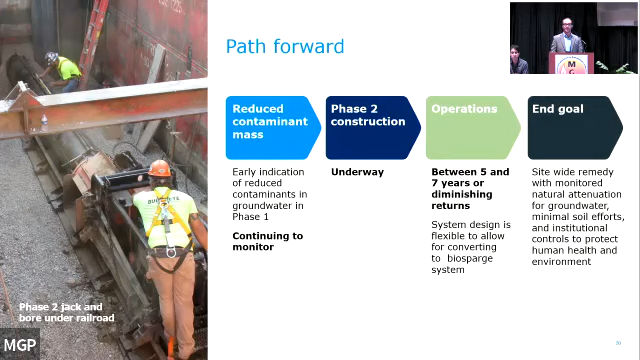 Path forward
Reduced
contaminant
mass
Early indication
of reduced
contaminants in
groundwater in
Phase 1
Continuing to
monitor
Phase 2
construction
Underway
Operations
Between 5 and
7 years or
diminishing
returns
System design is
flexible to allow
for converting
to biosparge
system
End goal
Site wide remedy
with monitored
natural attenuation
for groundwater,
minimal soil efforts,
and institutional
controls to protect
human health and
environment
Phase 2 jack and
bore under railroad
MGP